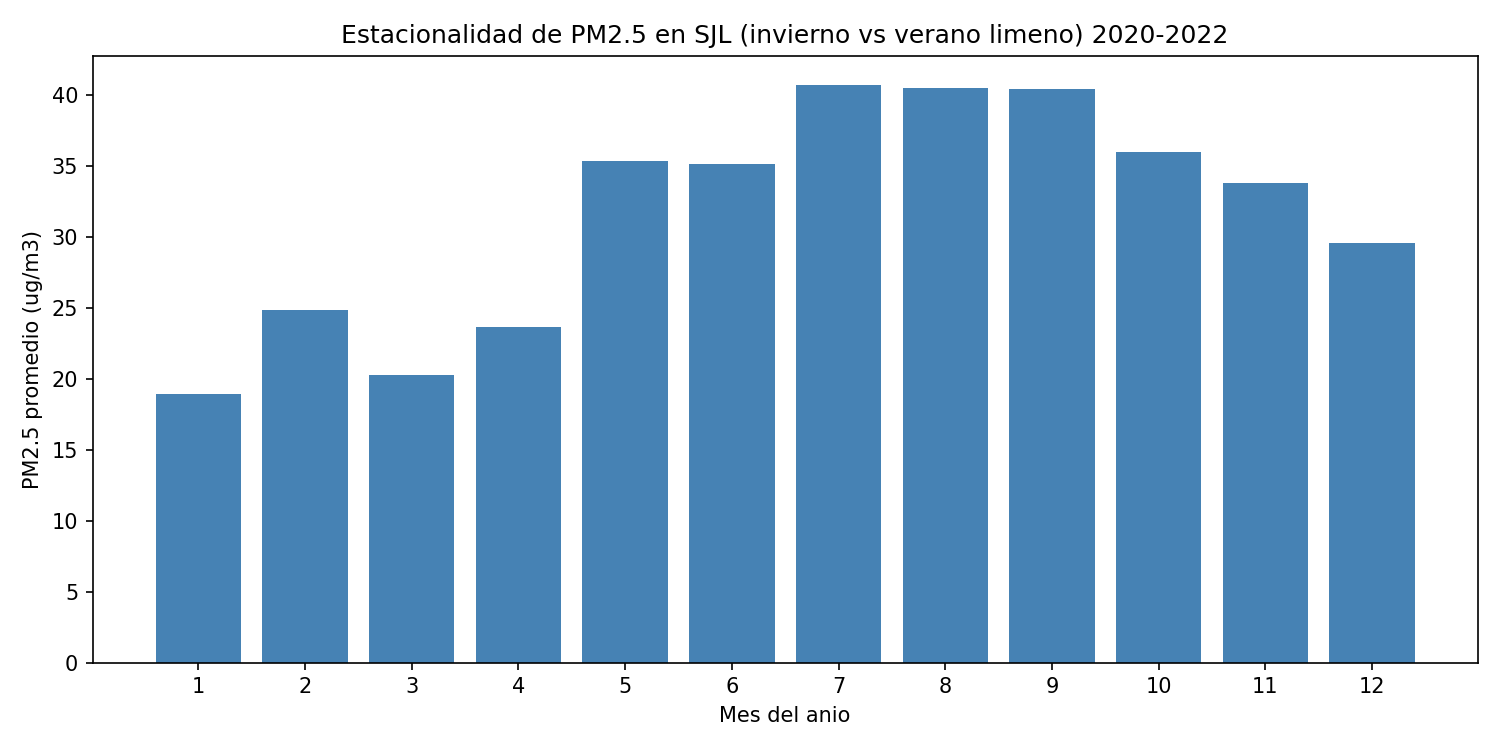 Estacionalidad de PM2.5 en SJL (invierno vs verano limeno) 2020-2022
PM2.5 promedio (ug/m3)
40
35
30
25
20
15
10
5
0
1 2 3 4 5 6 7 8 9 10 11 12
Mes del anio